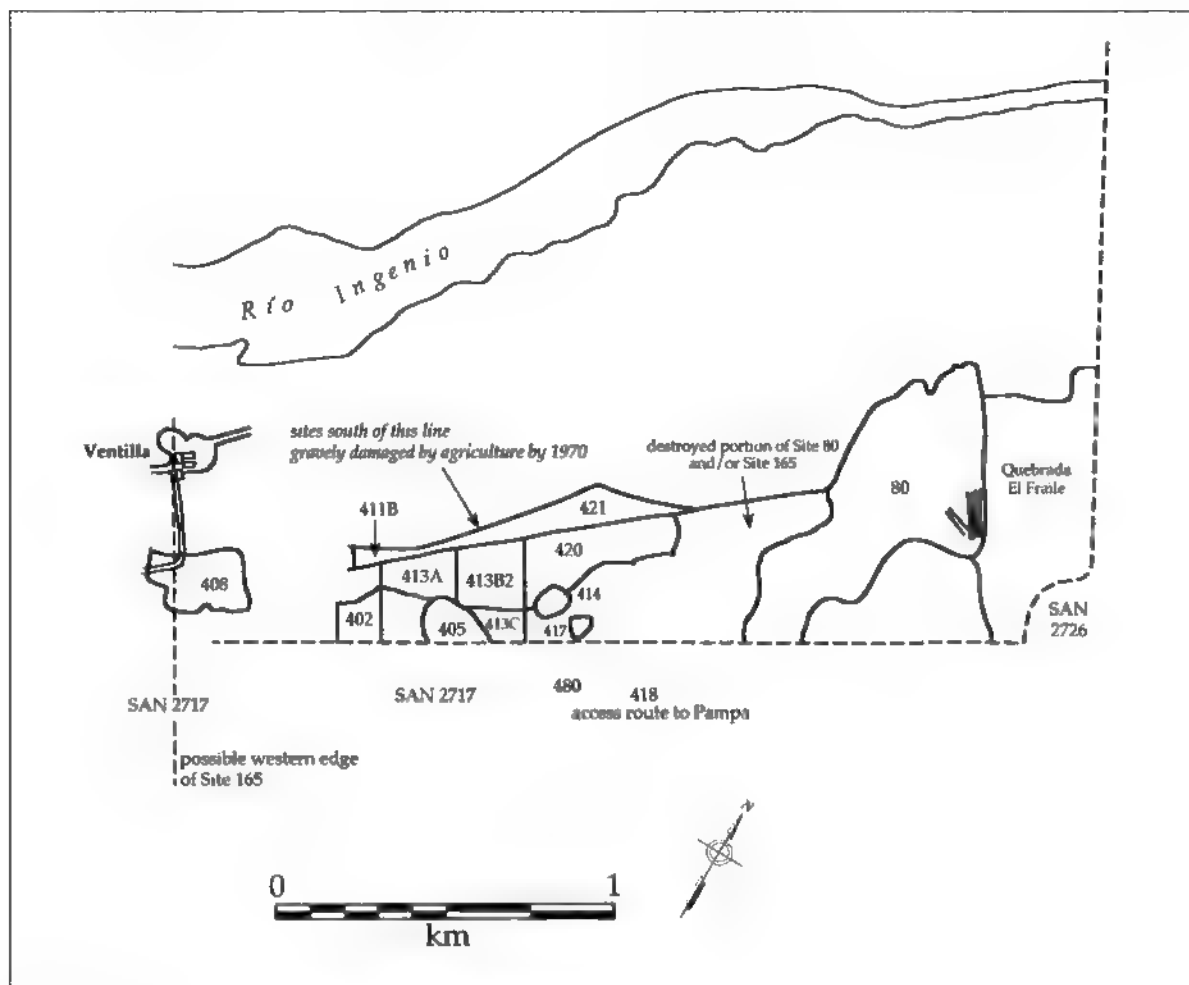 Río Ingenio
Ventilla
sites south of this line
gravely damaged by agriculture by 1970
destroyed portion of Site 80
and/or Site 165
80
Quebrada
El Fraile
411B
421
420
413A
413B2
414
408
402
405
413C
417
SAN
2726
SAN 2717
SAN 2717
480
418
access route to Pampa
possible western edge
of Site 165
N
0 1
km